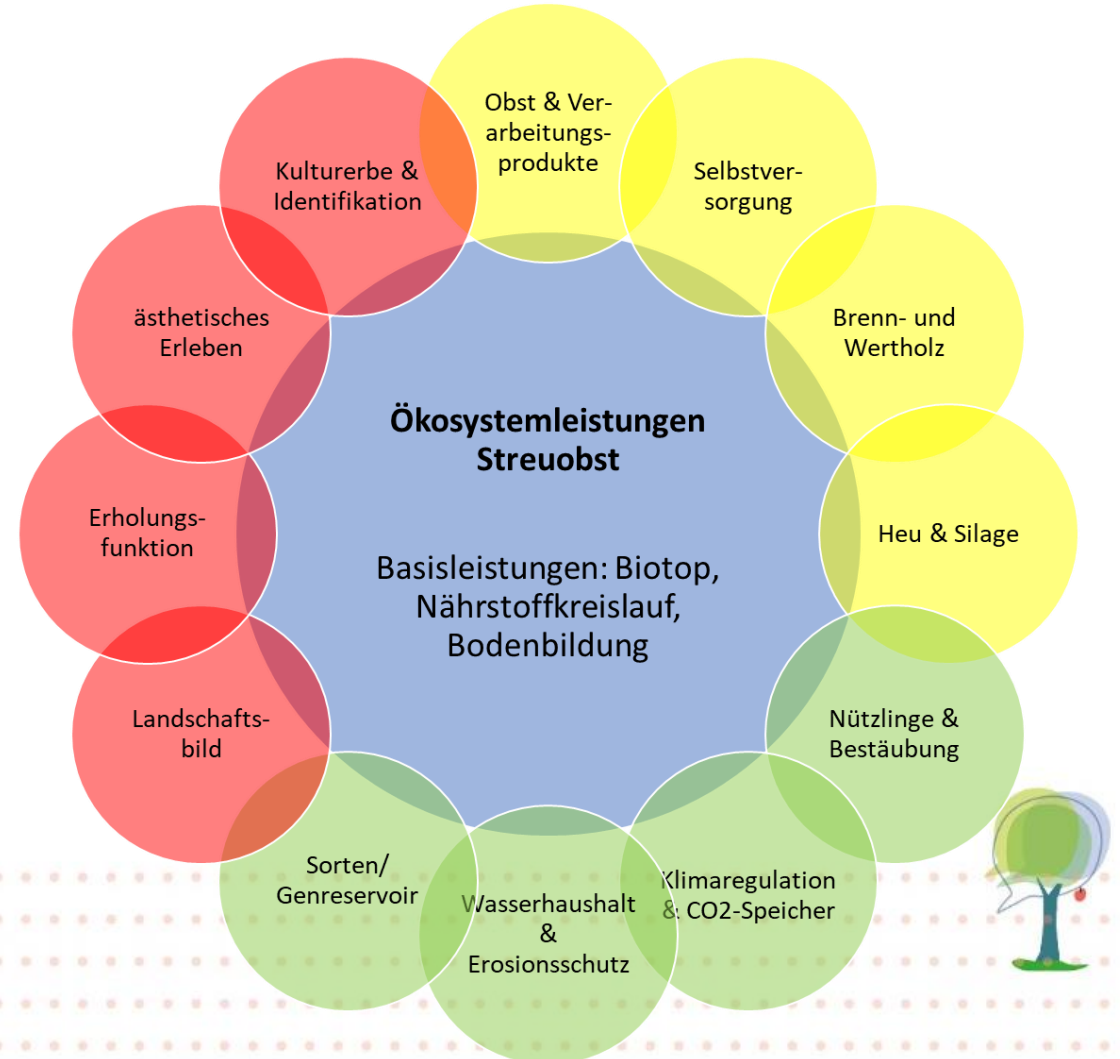 Obst & Ver-
arbeitungs-
produkte
Selbstver-
sorgung
Brenn- und
Wertholz
Heu & Silage
Nützlinge &
Bestäubung
Klimaregulation
& CO2-Speicher
Wasserhaushalt
&
Erosionsschutz
Sorten/
Genreservoir
Landschafts-
bild
Erholungs-
funktion
ästhetisches
Erleben
Kulturerbe &
Identifikation
Ökosystemleistungen
Streuobst
Basisleistungen: Biotop,
Nährstoffkreislauf,
Bodenbildung